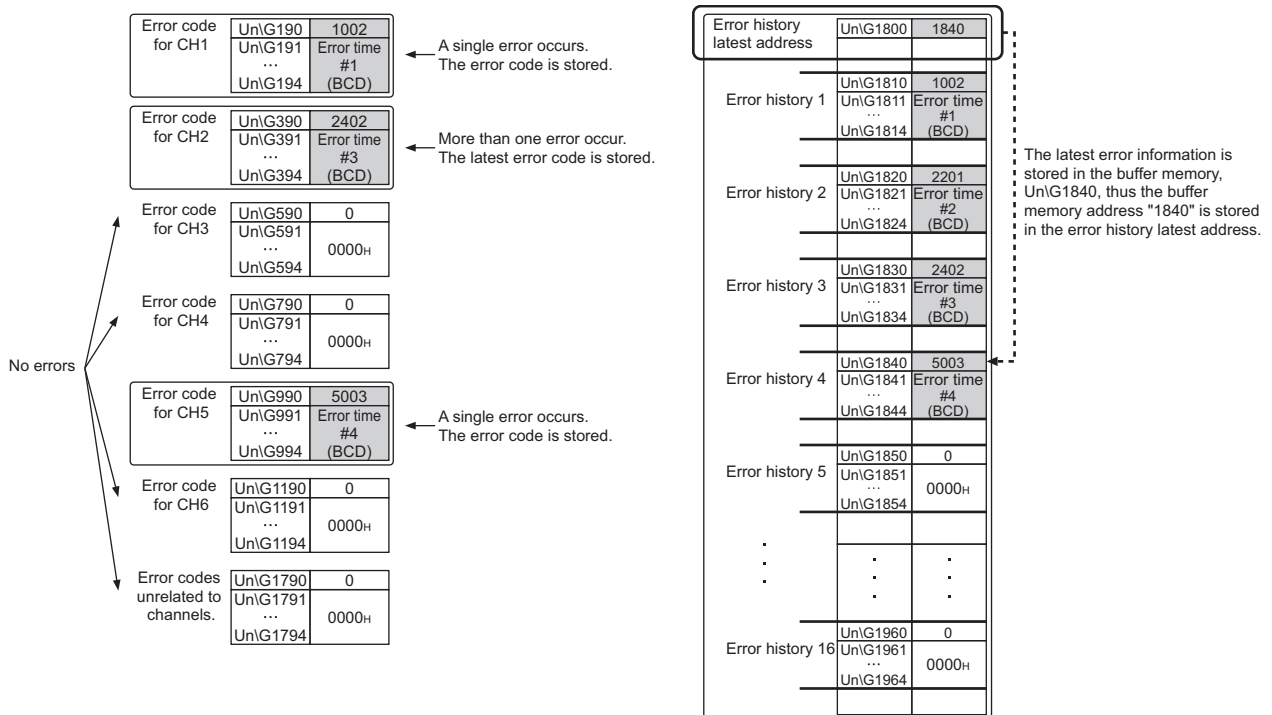 Error code
for CH1
Un\G190 1002
Un\G191 Error time
… #1
Un\G194 (BCD)
A single error occurs.
The error code is stored.
Error code
for CH2
Un\G390 2402
Un\G391 Error time
… #3
Un\G394 (BCD)
More than one error occur.
The latest error code is stored.
Error code
for CH3
Un\G590 0
Un\G591
… 0000H
Un\G594
Error code
for CH4
Un\G790 0
Un\G791
… 0000H
Un\G794
No errors
Error code
for CH5
Un\G990 5003
Un\G991 Error time
… #4
Un\G994 (BCD)
A single error occurs.
The error code is stored.
Error code
for CH6
Un\G1190 0
Un\G1191
… 0000H
Un\G1194
Error codes
unrelated to
channels.
Un\G1790 0
Un\G1791
… 0000H
Un\G1794
Error history
latest address
Un\G1800 1840
Error history 1
Un\G1810 1002
Un\G1811 Error time
… #1
Un\G1814 (BCD)
Error history 2
Un\G1820 2201
Un\G1821 Error time
… #2
Un\G1824 (BCD)
Error history 3
Un\G1830 2402
Un\G1831 Error time
… #3
Un\G1834 (BCD)
Error history 4
Un\G1840 5003
Un\G1841 Error time
… #4
Un\G1844 (BCD)
Error history 5
Un\G1850 0
Un\G1851
… 0000H
Un\G1854
Error history 16
Un\G1960 0
Un\G1961
… 0000H
Un\G1964
The latest error information is
stored in the buffer memory,
Un\G1840, thus the buffer
memory address "1840" is stored
in the error history latest address.